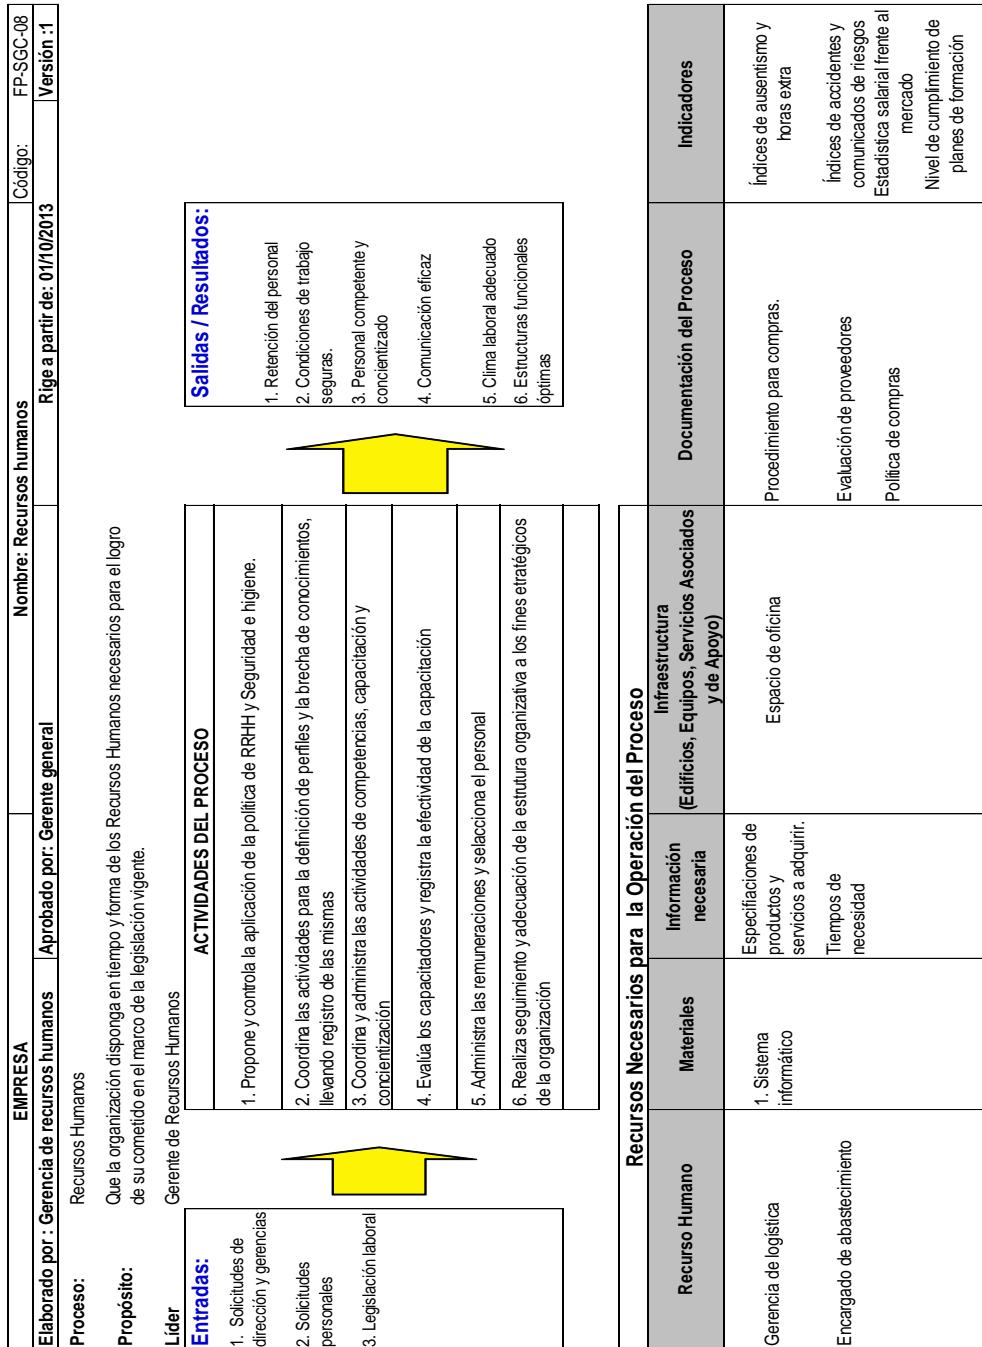 EMPRESA
Nombre: Recursos humanos
Código:
FP-SGC-08
Elaborado por : Gerencia de recursos humanos
Aprobado por: Gerente general
Rige a partir de: 01/10/2013
Versión :1
Proceso:
Recursos Humanos
Propósito:
Que la organización disponga en tiempo y forma de los Recursos Humanos necesarios para el logro
de su cometido en el marco de la legislación vigente.
Líder
Gerente de Recursos Humanos
Entradas:
1. Solicitudes de
dirección y gerencias
2. Solicitudes
personales
3. Legislación laboral
ACTIVIDADES DEL PROCESO
1. Propone y controla la aplicación de la política de RRHH y Seguridad e higiene.
2. Coordina las actividades para la definición de perfiles y la brecha de conocimientos,
llevando registro de las mismas
3. Coordina y administra las actividades de competencias, capacitación y
concientización
4. Evalúa los capacitadores y registra la efectividad de la capacitación
5. Administra las remuneraciones y selacciona el personal
6. Realiza seguimiento y adecuación de la estrutura organizativa a los fines etratégicos
de la organización
Salidas / Resultados:
1. Retención del personal
2. Condiciones de trabajo
seguras.
3. Personal competente y
concientizado
4. Comunicación eficaz
5. Clima laboral adecuado
6. Estructuras funcionales
óptimas
Recursos Necesarios para la Operación del Proceso
Recurso Humano
Materiales
Información
necesaria
Infraestructura
(Edificios, Equipos, Servicios Asociados
y de Apoyo)
Documentación del Proceso
Indicadores
Gerencia de logística
Encargado de abastecimiento
1. Sistema
informático
Especifiaciones de
productos y
servicios a adquirir.
Tiempos de
necesidad
Espacio de oficina
Procedimiento para compras.
Evaluación de proveedores
Política de compras
Índices de ausentismo y
horas extra
Índices de accidentes y
comunicados de riesgos
Estadistica salarial frente al
mercado
Nivel de cumplimiento de
planes de formación